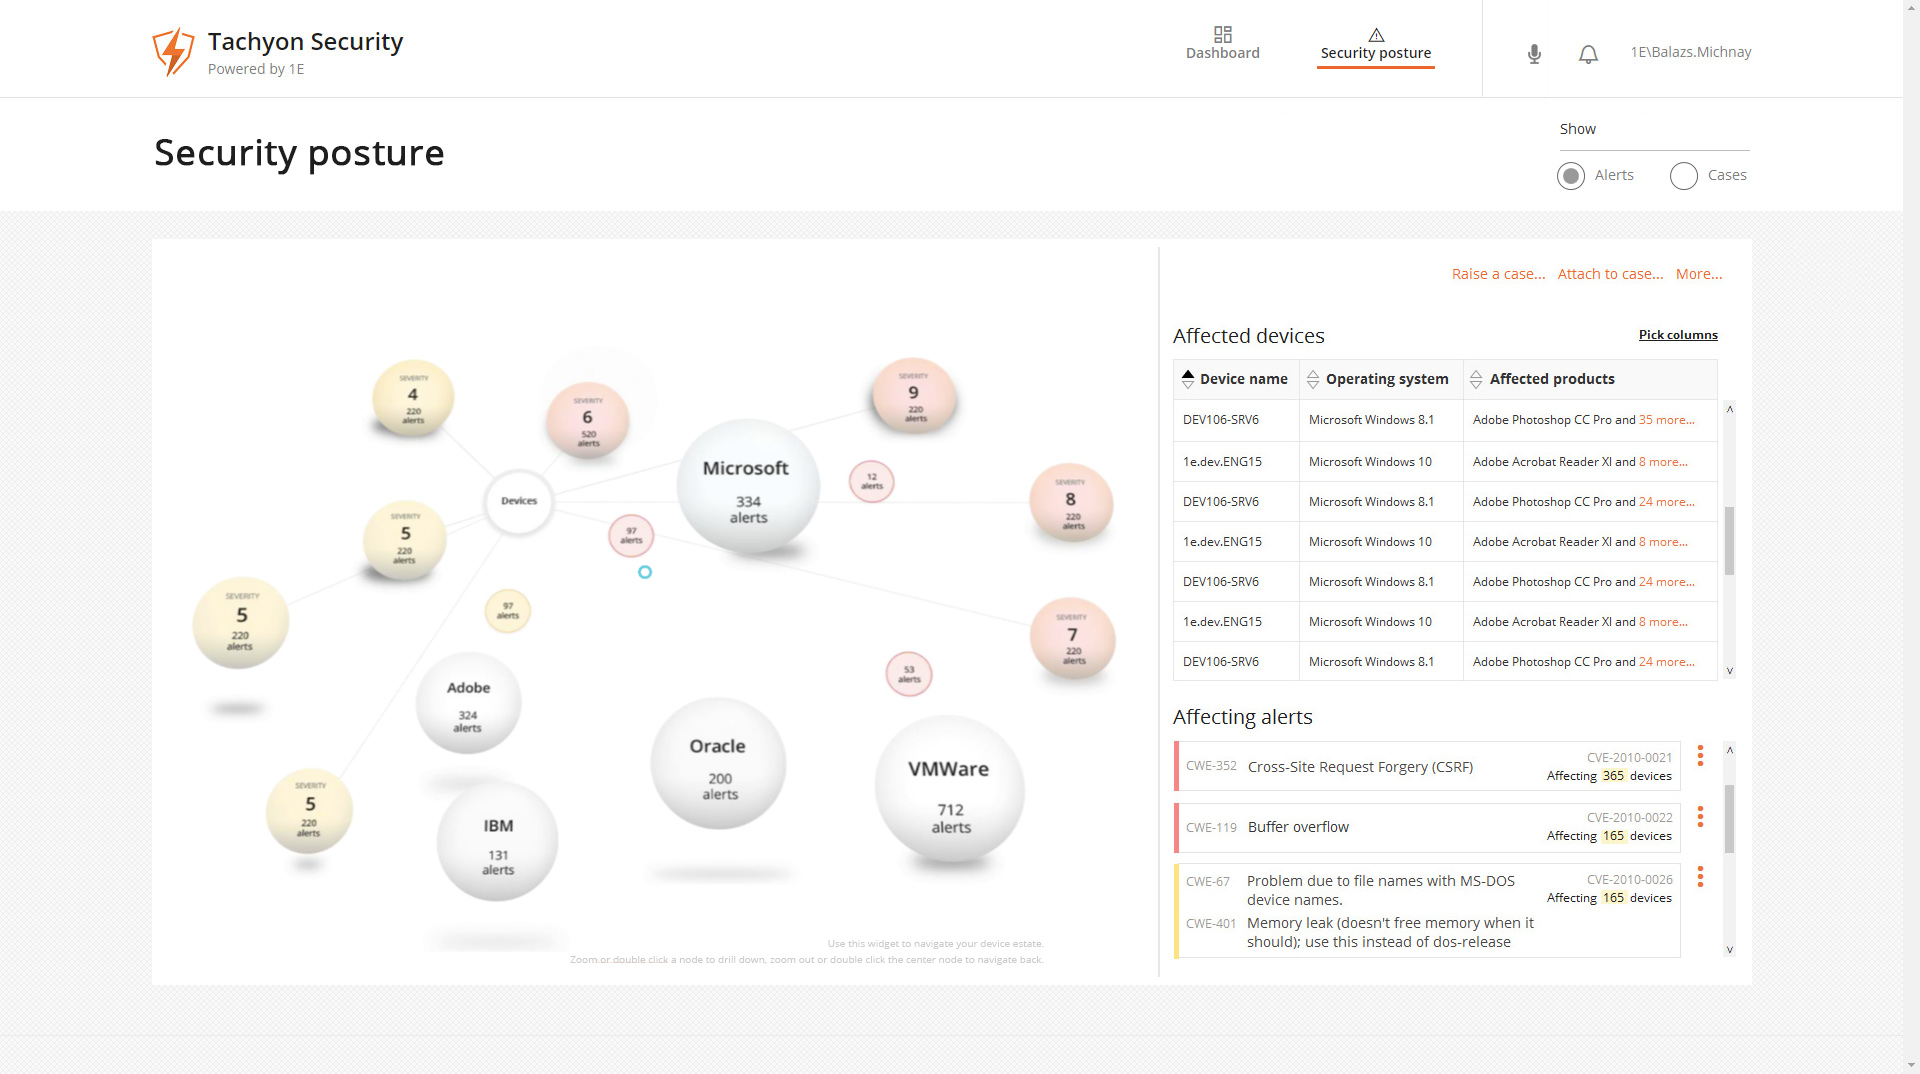 Tachyon Security
Powered by 1E
Dashboard
Security posture
1E\Balazs.Michnay
Security posture
Show
Alerts
Cases
SEVERITY
4
220
alerts
SEVERITY
6
520
alerts
SEVERITY
9
220
alerts
Microsoft
334
alerts
12
alerts
SEVERITY
8
220
alerts
Devices
SEVERITY
5
220
alerts
97
alerts
SEVERITY
5
220
alerts
97
alerts
SEVERITY
7
220
alerts
53
alerts
Adobe
324
alerts
Oracle
200
alerts
VMWare
712
alerts
SEVERITY
5
220
alerts
IBM
131
alerts
Use this widget to navigate your device estate.
Zoom or double click a node to drill down, zoom out or double click the center node to navigate back.
Raise a case... Attach to case... More...
Affected devices
Pick columns
Device name Operating system Affected products
DEV106-SRV6 Microsoft Windows 8.1 Adobe Photoshop CC Pro and 35 more...
1e.dev.ENG15 Microsoft Windows 10 Adobe Acrobat Reader XI and 8 more...
DEV106-SRV6 Microsoft Windows 8.1 Adobe Photoshop CC Pro and 24 more...
1e.dev.ENG15 Microsoft Windows 10 Adobe Acrobat Reader XI and 8 more...
DEV106-SRV6 Microsoft Windows 8.1 Adobe Photoshop CC Pro and 24 more...
1e.dev.ENG15 Microsoft Windows 10 Adobe Acrobat Reader XI and 8 more...
DEV106-SRV6 Microsoft Windows 8.1 Adobe Photoshop CC Pro and 24 more...
Affecting alerts
CWE-352 Cross-Site Request Forgery (CSRF)
CVE-2010-0021
Affecting 365 devices
CWE-119 Buffer overflow
CVE-2010-0022
Affecting 165 devices
CWE-67 Problem due to file names with MS-DOS
device names.
CVE-2010-0026
Affecting 165 devices
CWE-401 Memory leak (doesn't free memory when it
should); use this instead of dos-release